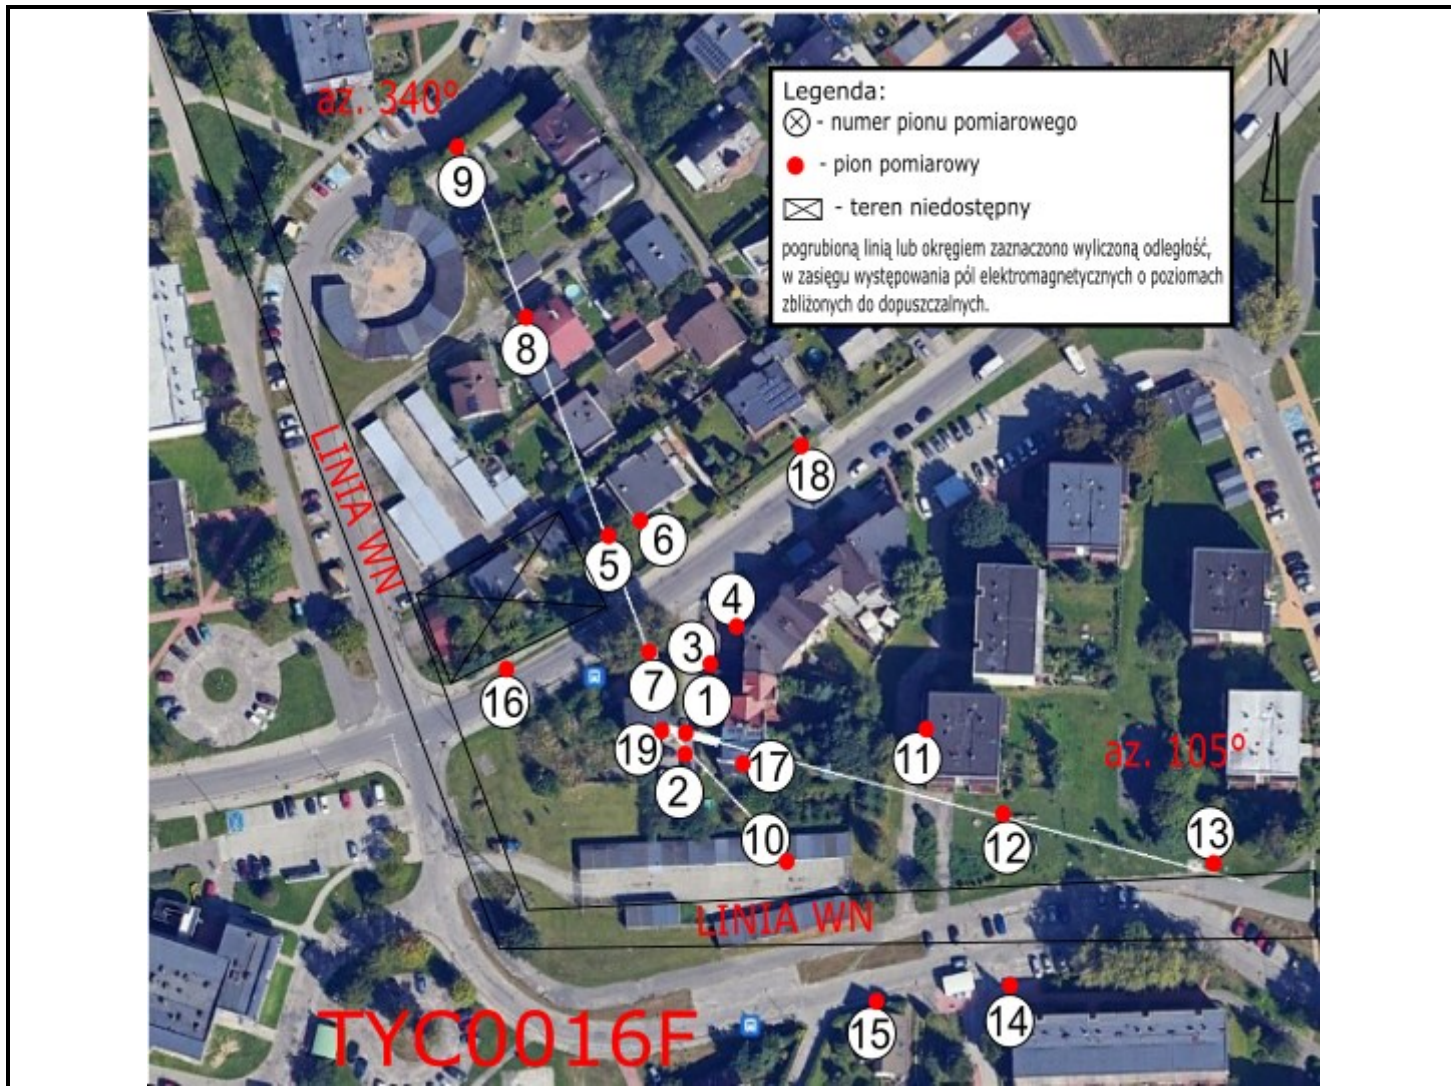 az. 340°
N
Legenda:
- numer pionu pomiarowego
- pion pomiarowy
- teren niedostępny
pogrubioną linią lub okręgiem zaznaczono wyliczoną odległość,
w zasięgu występowania pól elektromagnetycznych o poziomach
zbliżonych do dopuszczalnych.
9
8
LINIA WN
18
5
6
4
3
7
1
16
19
17
11
az. 105°
2
10
12
13
LINIA WN
15
14
TYC0016F